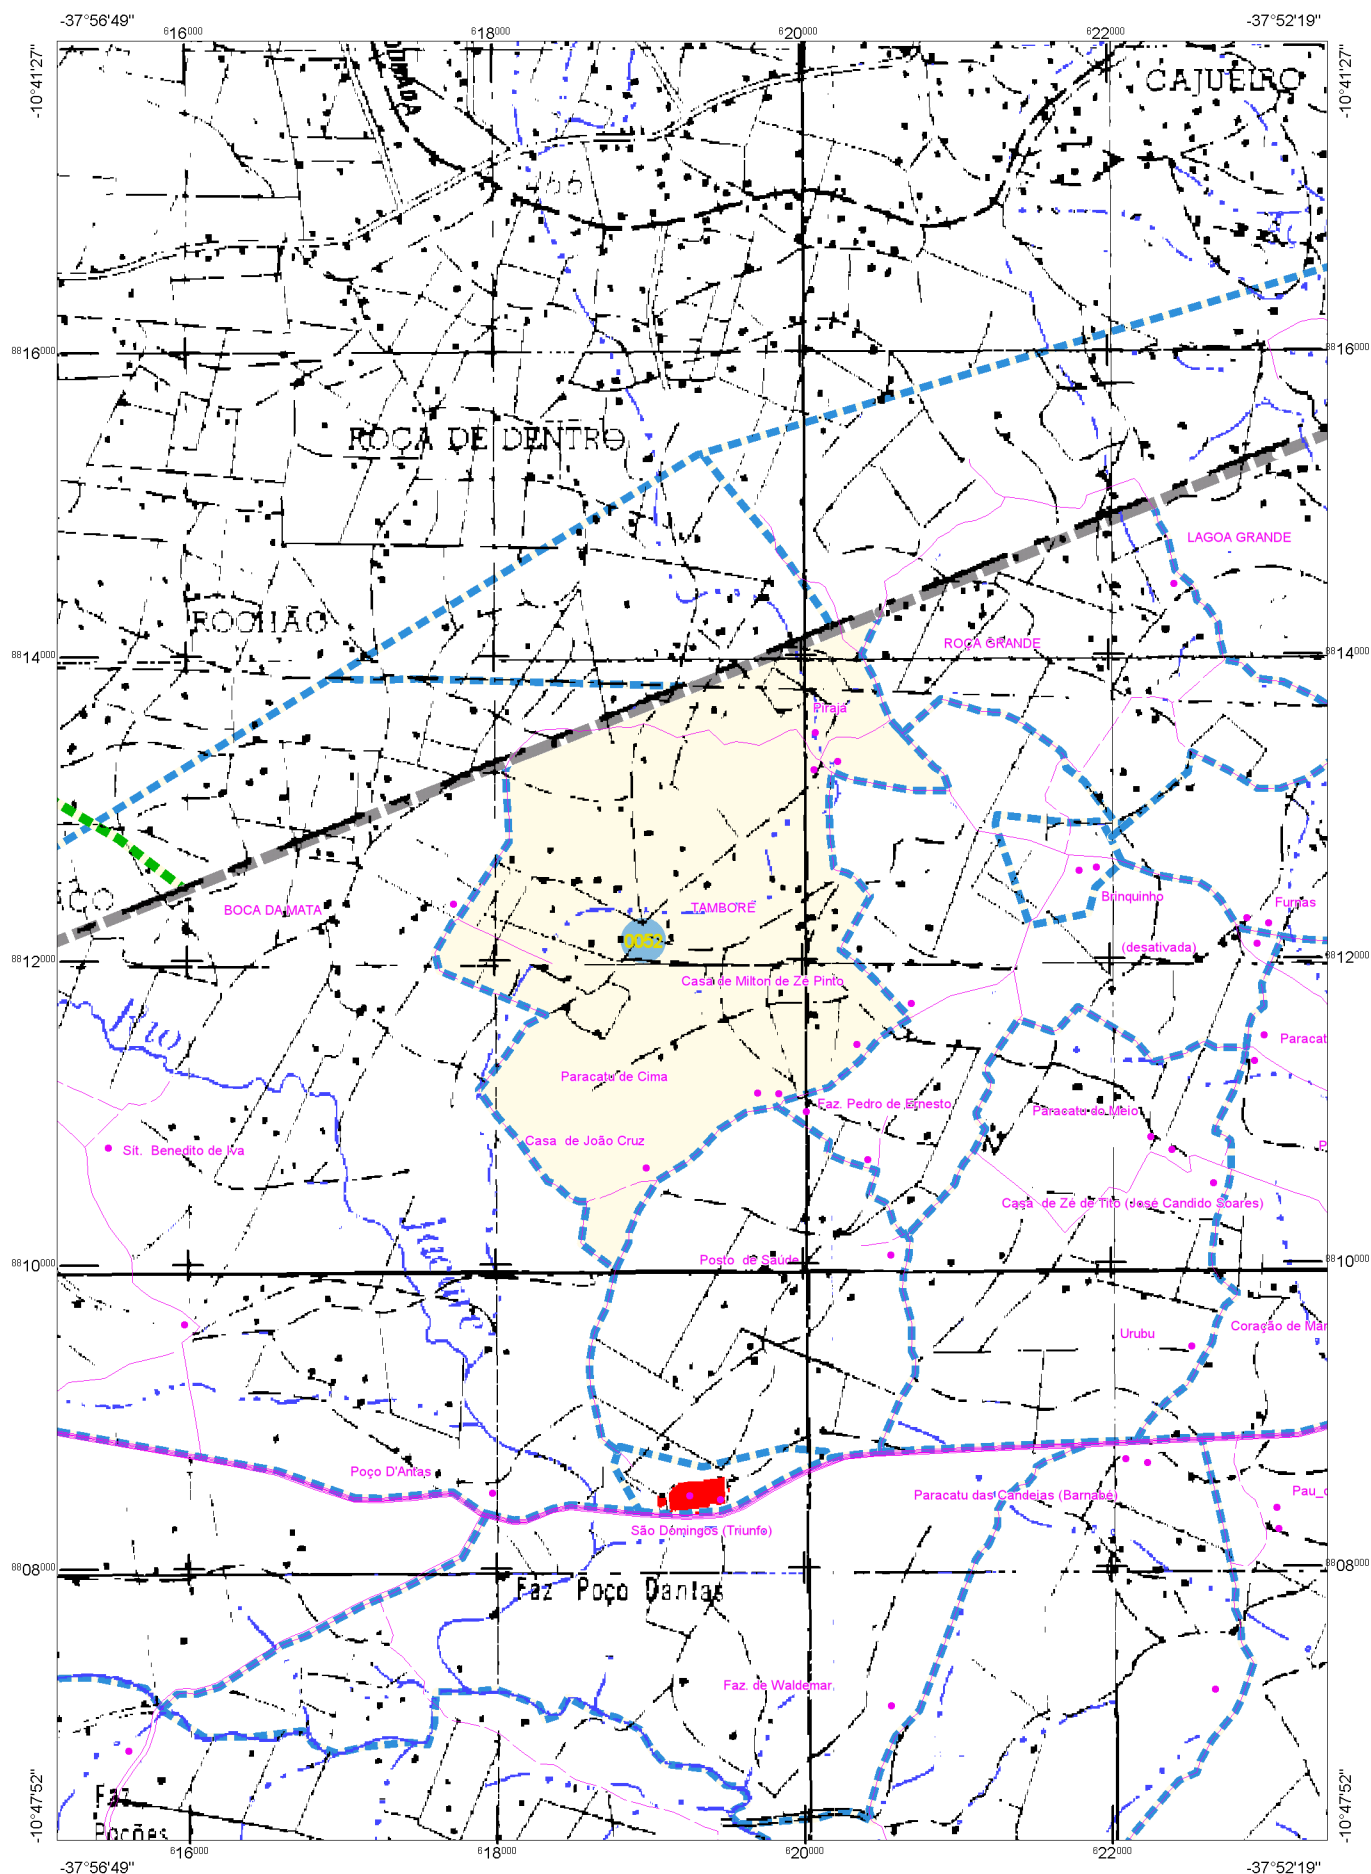 -37°56'49"
-37°52'19"
616000
618000
620000
622000
-10°41'27"
-10°41'27"
CAJUEIRO
466
8816000
8816000
ROÇA DE DENTRO
LAGOA GRANDE
ROCHÃO
ROÇA GRANDE
8814000
8814000
Pirajá
BOCA DA MATA
TAMBORÉ
Brinquinho
Furnas
0052
(desativada)
8812000
8812000
Casa de Milton de Zé Pinto
Rio
Paracat
Paracatu de Cima
Faz. Pedro de Ernesto
Paracatu do Meio
Casa  de João Cruz
Sít.  Benedito de Iva
P
Casa  de Zé de Tito (José Candido Soares)
Posto  de Saúde
8810000
8810000
Urubu
Coração de Mar
Poço D'Antas
Paracatu das Candeias (Barnabé)
Pau_
São Domingos (Triunfo)
8808000
8808000
Faz Poço Dantas
Faz. de Waldemar
Faz
Poções
-10°47'52"
-10°47'52"
616000
618000
620000
622000
-37°56'49"
-37°52'19"